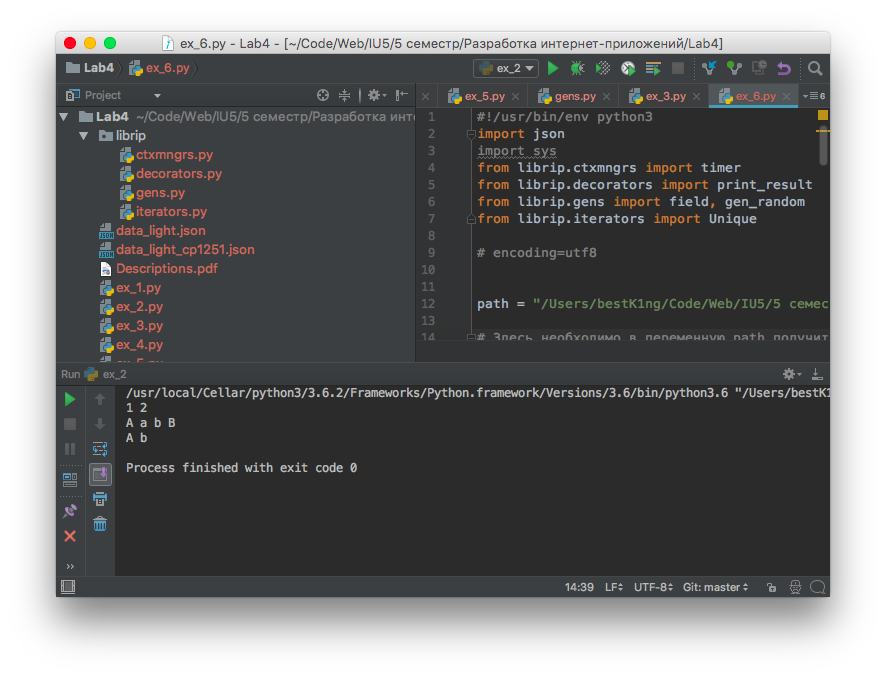 ex_6.py - Lab4 - [~/Code/Web/IU5/5 семестр/Разработка интернет-приложений/Lab4]
Lab4 ex_6.py ex_2
Project
ex_5.py gens.py ex_3.py ex_6.py 6
Lab4 ~/Code/Web/IU5/5 семестр/Разработка инте
librip
ctxmngrs.py
decorators.py
gens.py
iterators.py
data_light.json
data_light_cp1251.json
Descriptions.pdf
ex_1.py
ex_2.py
ex_3.py
ex_4.py
1 #!/usr/bin/env python3
2 import json
3 import sys
4 from librip.ctxmngrs import timer
5 from librip.decorators import print_result
6 from librip.gens import field, gen_random
7 from librip.iterators import Unique
8
9 # encoding=utf8
10
11
12 path = "/Users/bestK1ng/Code/Web/IU5/5 семес
13
14 # Здесь необходимо в переменную path получит
Run ex_2
/usr/local/Cellar/python3/3.6.2/Frameworks/Python.framework/Versions/3.6/bin/python3.6 "/Users/bestK1
1 2
A a b B
A b
Process finished with exit code 0
14:39 LF UTF-8 Git: master